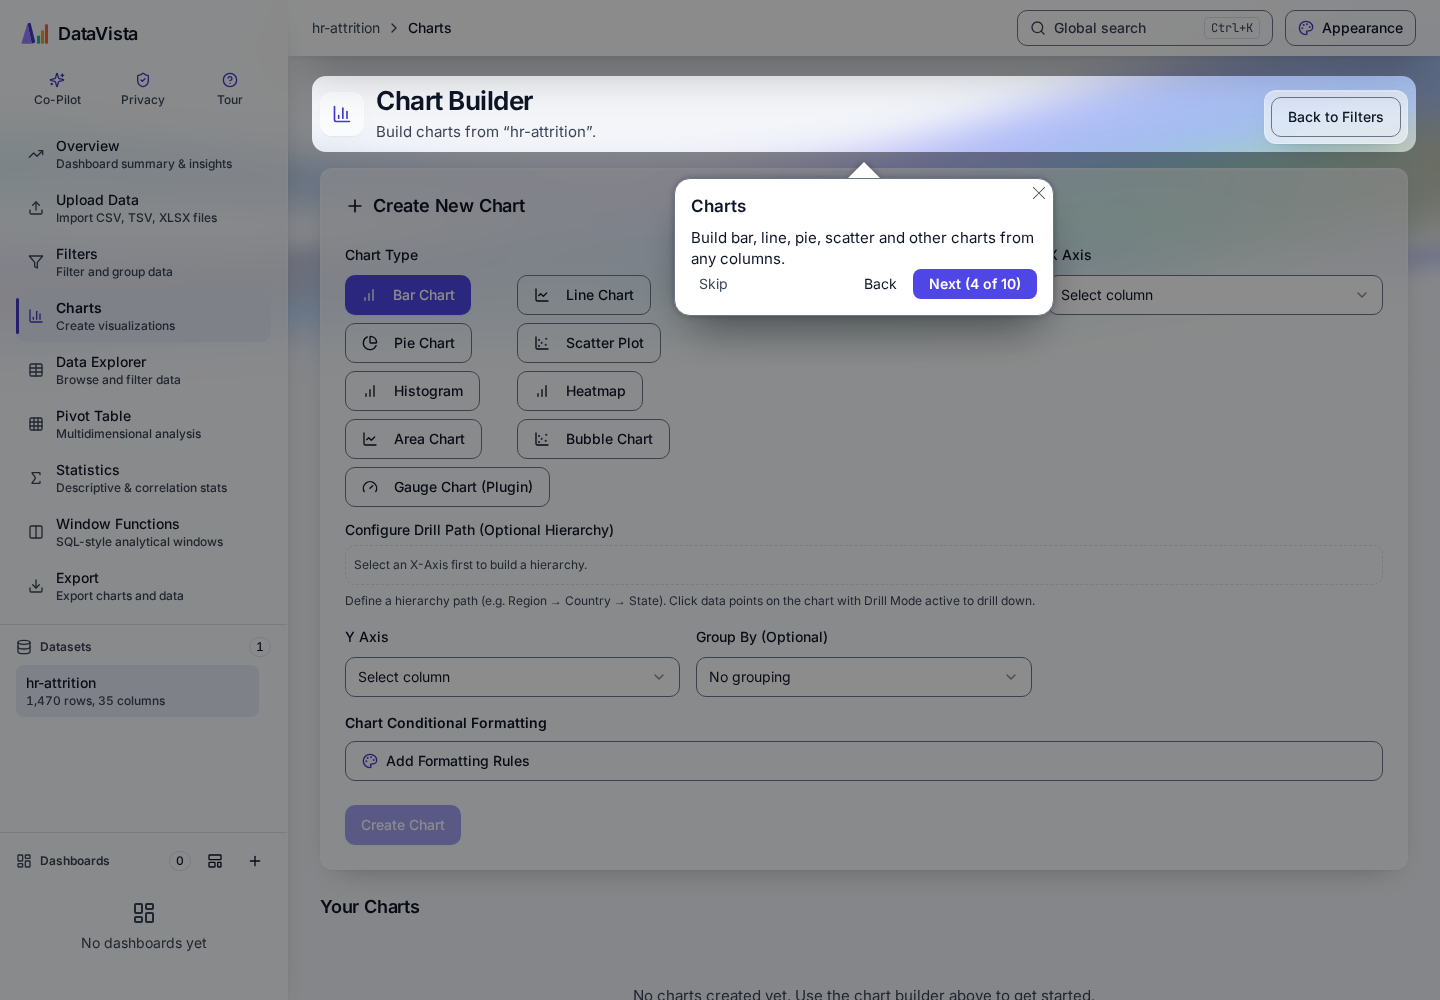 DataVista
Co-Pilot
Privacy
Tour
Overview
Dashboard summary & insights
Upload Data
Import CSV, TSV, XLSX files
Filters
Filter and group data
Charts
Create visualizations
Data Explorer
Browse and filter data
Pivot Table
Multidimensional analysis
Statistics
Descriptive & correlation stats
Window Functions
SQL-style analytical windows
Export
Export charts and data
Datasets
1
hr-attrition
1,470 rows, 35 columns
Dashboards
0
No dashboards yet
hr-attrition
Charts
Global search
Ctrl+K
Appearance
Chart Builder
Build charts from “hr-attrition”.
Back to Filters
Create New Chart
Charts
Build bar, line, pie, scatter and other charts from
any columns.
Skip
Back
Next (4 of 10)
Chart Type
X Axis
Bar Chart
Line Chart
Select column
Pie Chart
Scatter Plot
Histogram
Heatmap
Area Chart
Bubble Chart
Gauge Chart (Plugin)
Configure Drill Path (Optional Hierarchy)
Select an X-Axis first to build a hierarchy.
Define a hierarchy path (e.g. Region → Country → State). Click data points on the chart with Drill Mode active to drill down.
Y Axis
Group By (Optional)
Select column
No grouping
Chart Conditional Formatting
Add Formatting Rules
Create Chart
Your Charts
No charts created yet. Use the chart builder above to get started.